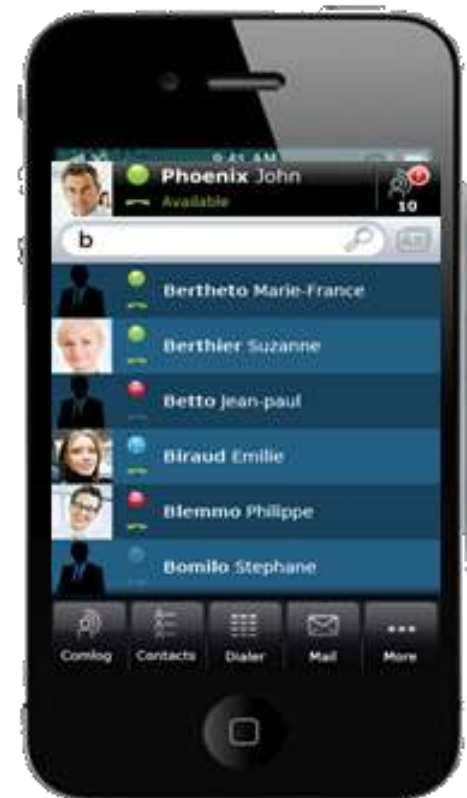 9:41 AM
Phoenix John
Available
10
b
Bertheto Marie-France
Berthier Suzanne
Betto Jean-paul
Biraud Emilie
Blemmo Philippe
Bomilo Stephane
Comlog Contacts Dialer Mail More